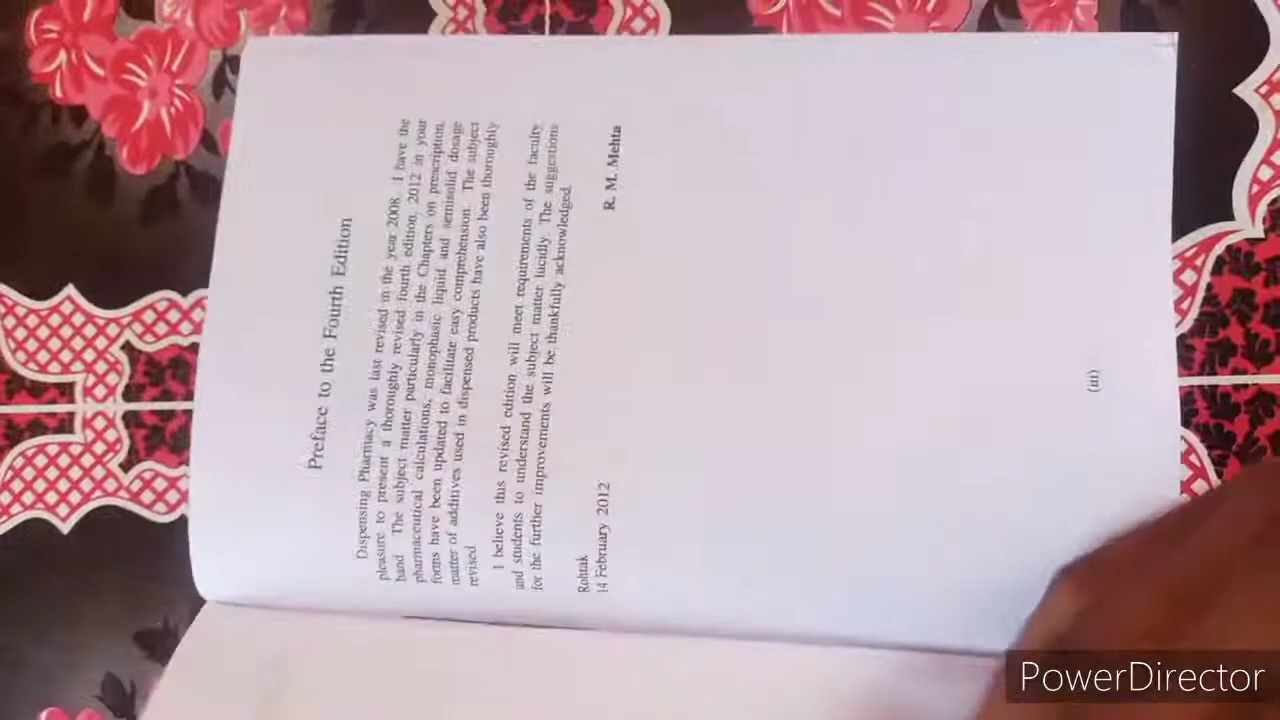 Preface to the Fourth Edition
Dispensing Pharmacy was last revised in the year 2008. I have the
pleasure to present a thoroughly revised fourth edition, 2012 in your
hand. The subject matter particularly in the Chapters on prescription,
pharmaceutical calculations, monophasic liquid and semisolid dosage
forms have been updated to facilitate easy comprehension. The subject
matter of additives used in dispensed products have also been thoroughly
revised.
I believe this revised edition will meet requirements of the faculty
and students to understand the subject matter lucidly. The suggestions
for the further improvements will be thankfully acknowledged.
Rohtak
14 February 2012
R. M. Mehta
(iii)
PowerDirector